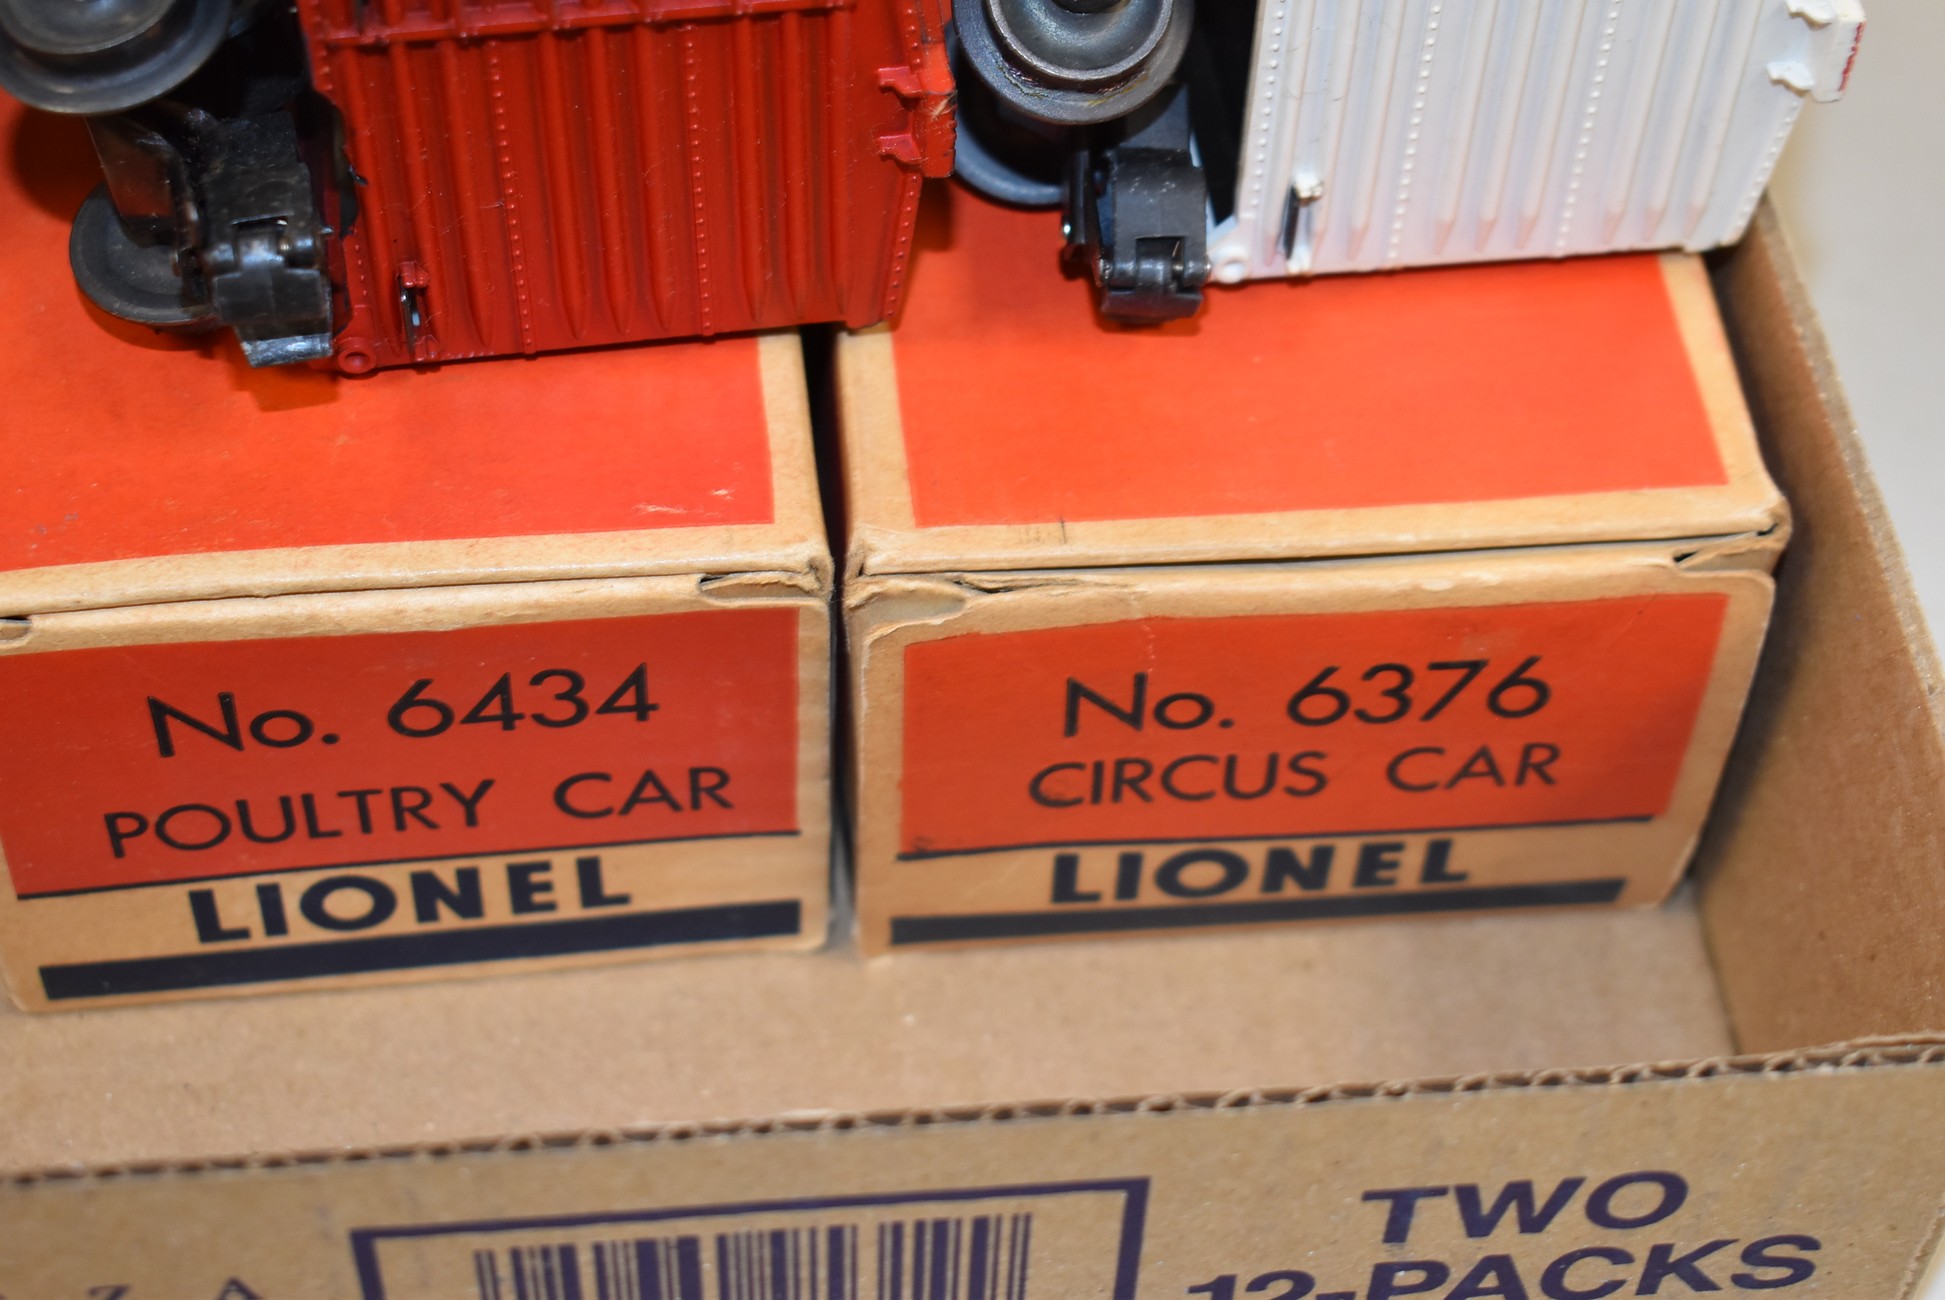 No. 6434
POULTRY CAR
LIONEL
No. 6376
CIRCUS CAR
LIONEL
TWO
12-PACKS